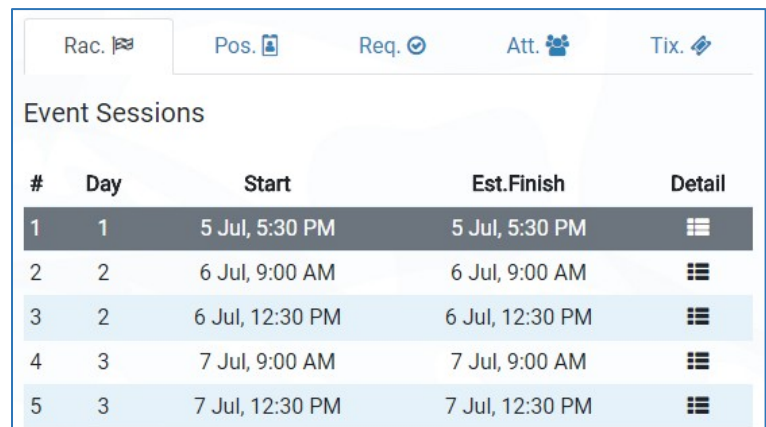 Rac. Pos. Req. Att. Tix.
Event Sessions
# Day Start Est.Finish Detail
1 1 5 Jul, 5:30 PM 5 Jul, 5:30 PM
2 2 6 Jul, 9:00 AM 6 Jul, 9:00 AM
3 2 6 Jul, 12:30 PM 6 Jul, 12:30 PM
4 3 7 Jul, 9:00 AM 7 Jul, 9:00 AM
5 3 7 Jul, 12:30 PM 7 Jul, 12:30 PM